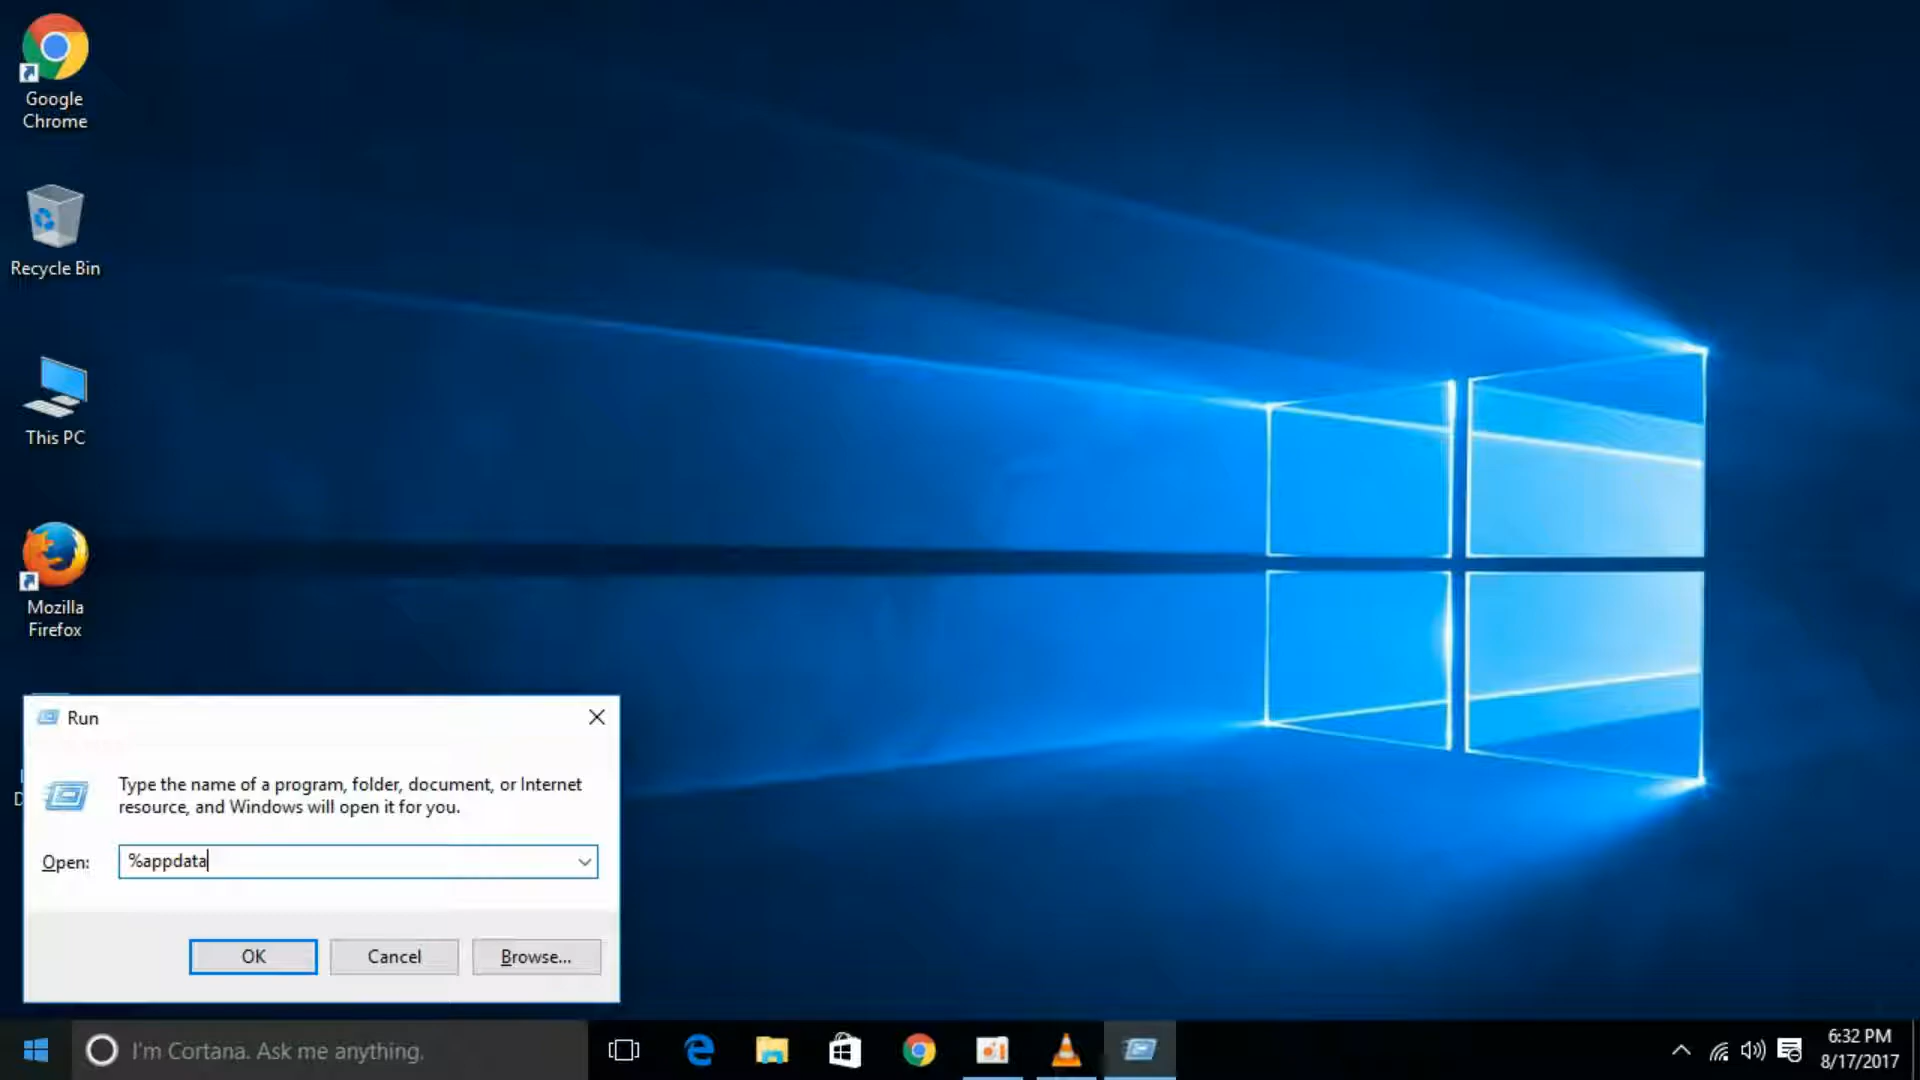 Google
Chrome
Recycle Bin
This PC
Mozilla
Firefox
Run
Type the name of a program, folder, document, or Internet
resource, and Windows will open it for you.
Open:
%appdata
OK
Cancel
Browse...
I'm Cortana. Ask me anything.
6:32 PM
8/17/2017